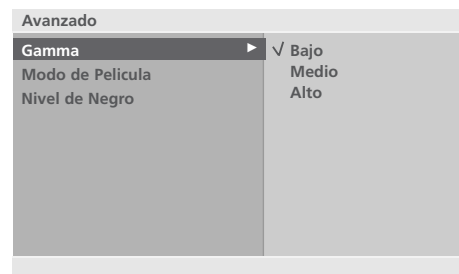 Avanzado
Gamma
Modo de Pelicula
Nivel de Negro
Bajo
Medio
Alto